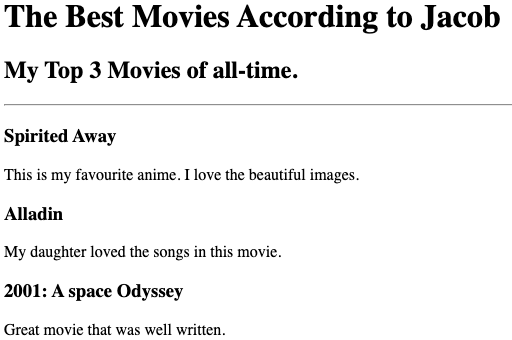 The Best Movies According to Jacob
My Top 3 Movies of all-time.
Spirited Away
This is my favourite anime. I love the beautiful images.
Alladin
My daughter loved the songs in this movie.
2001: A space Odyssey
Great movie that was well written.